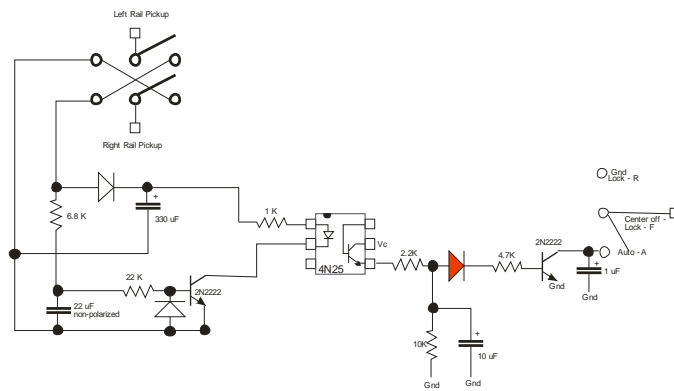 Left Rail Pickup
Right Rail Pickup
Gnd
Lock - R
Center off -
Lock - F
Auto - A
6.8 K
+
330 uF
1 K
Vc
4N25
2.2K
4.7K
2N2222
Gnd
+
1 uF
Gnd
22 K
2N2222
22 uF
non-polarized
10K
+
10 uF
Gnd
Gnd